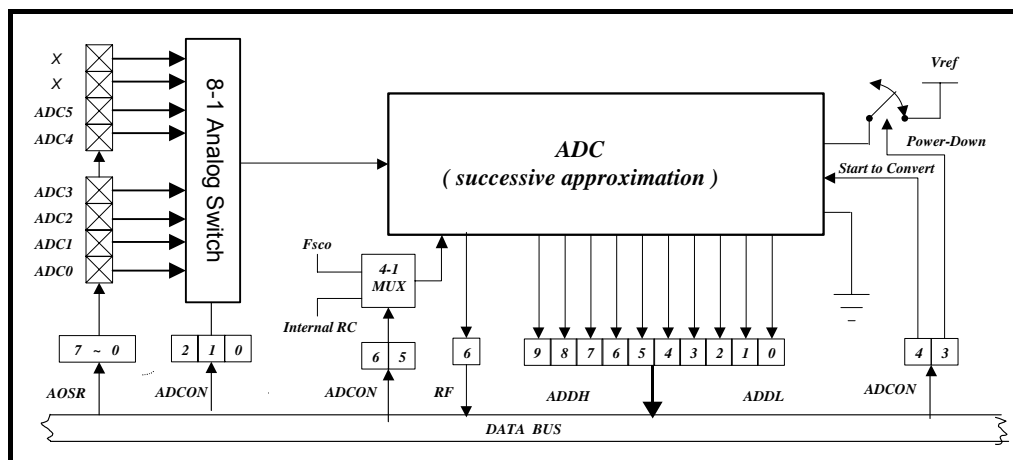 X
X
ADC5
ADC4
ADC3
ADC2
ADC1
ADC0
8-1 Analog Switch
ADC
( successive approximation )
Vref
Power-Down
Start to Convert
Fsco
4-1
MUX
Internal RC
7 ~ 0
2 1 0
6 5
6
9 8 7 6 5 4 3 2 1 0
4 3
AOSR
ADCON
ADCON
RF
ADDH
ADDL
ADCON
DATA BUS